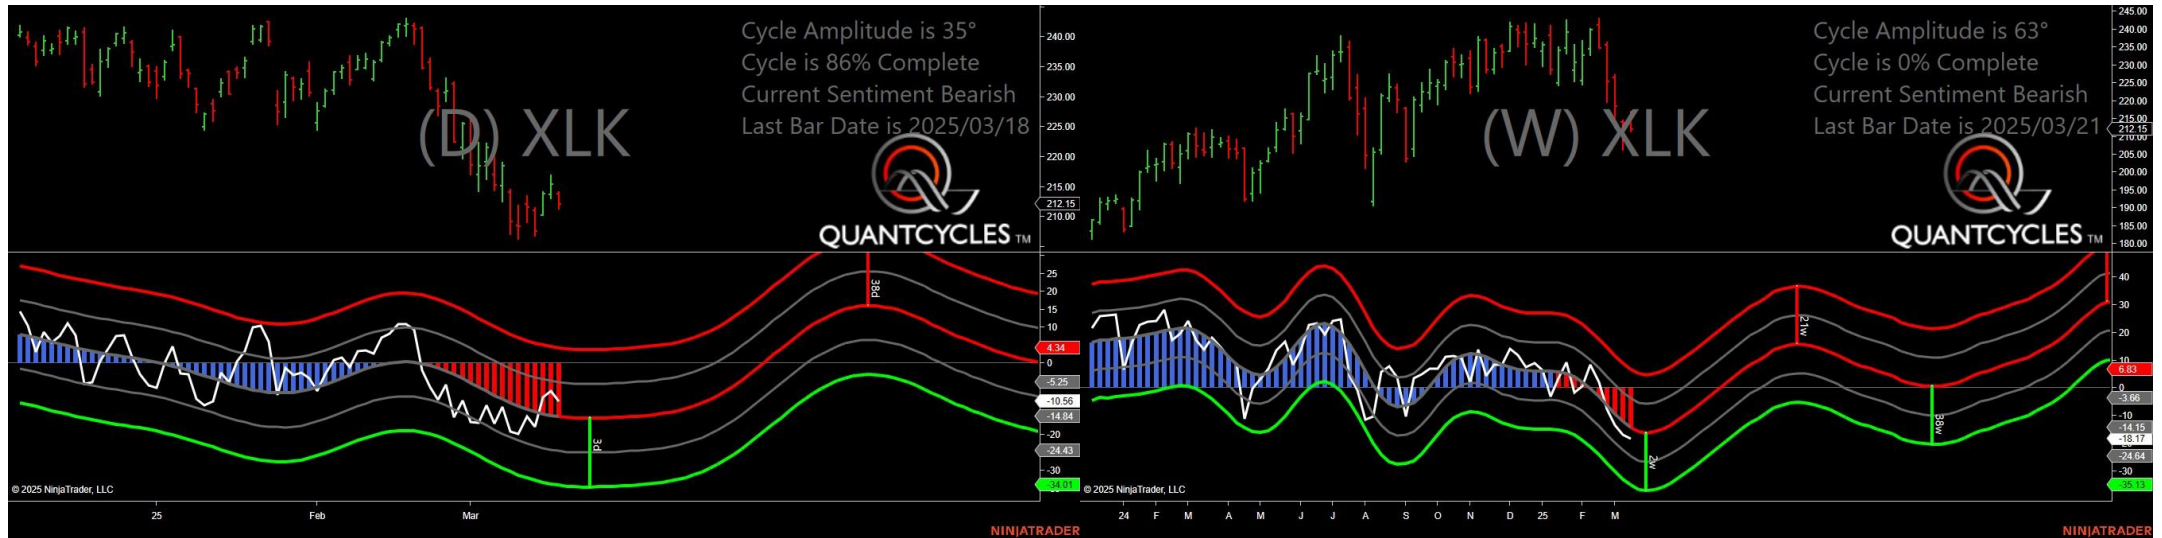 Cycle Amplitude is 35°
Cycle is 86% Complete
Current Sentiment Bearish
Last Bar Date is 2025/03/18
(D) XLK
QUANTCYCLES TM
240.00
235.00
230.00
225.00
220.00
215.00
212.15
210.00
38d
3d
25
20
15
10
4.34
0
-5.25
-10.56
-14.84
-20
-24.43
-30
-34.01
© 2025 NinjaTrader, LLC
25 Feb Mar
NINJATRADER
Cycle Amplitude is 63°
Cycle is 0% Complete
Current Sentiment Bearish
Last Bar Date is 2025/03/21
(W) XLK
QUANTCYCLES TM
245.00
240.00
235.00
230.00
225.00
220.00
215.00
212.15
210.00
205.00
200.00
195.00
190.00
185.00
180.00
21w
38w
2w
40
30
20
10
6.83
0
-3.66
-10
-14.15
-18.17
-24.64
-30
-35.13
© 2025 NinjaTrader, LLC
24 F M A M J J A S O N D 25 F M
NINJATRADER